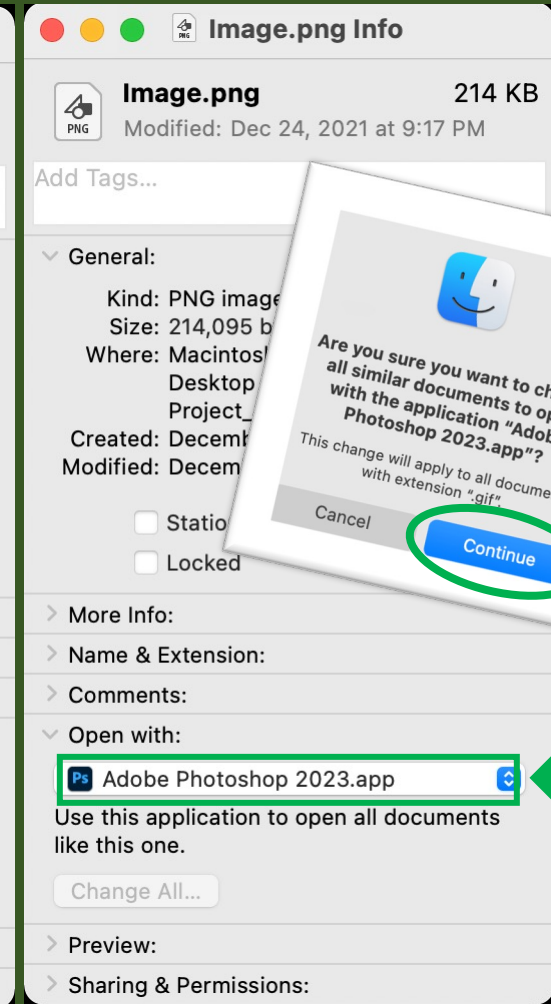 Image.png Info
Image.png 214 KB
PNG
Modified: Dec 24, 2021 at 9:17 PM
Add Tags...
General:
Kind: PNG image
Size: 214,095 b
Where: Macintosh
Desktop
Project_
Created: Decemb
Modified: Decem
Statio
Locked
Are you sure you want to ch
all similar documents to op
with the application “Adob
Photoshop 2023.app”?
This change will apply to all docume
with extension “.gif”.
Cancel
Continue
More Info:
Name & Extension:
Comments:
Open with:
Ps Adobe Photoshop 2023.app
Use this application to open all documents
like this one.
Change All...
Preview:
Sharing & Permissions: